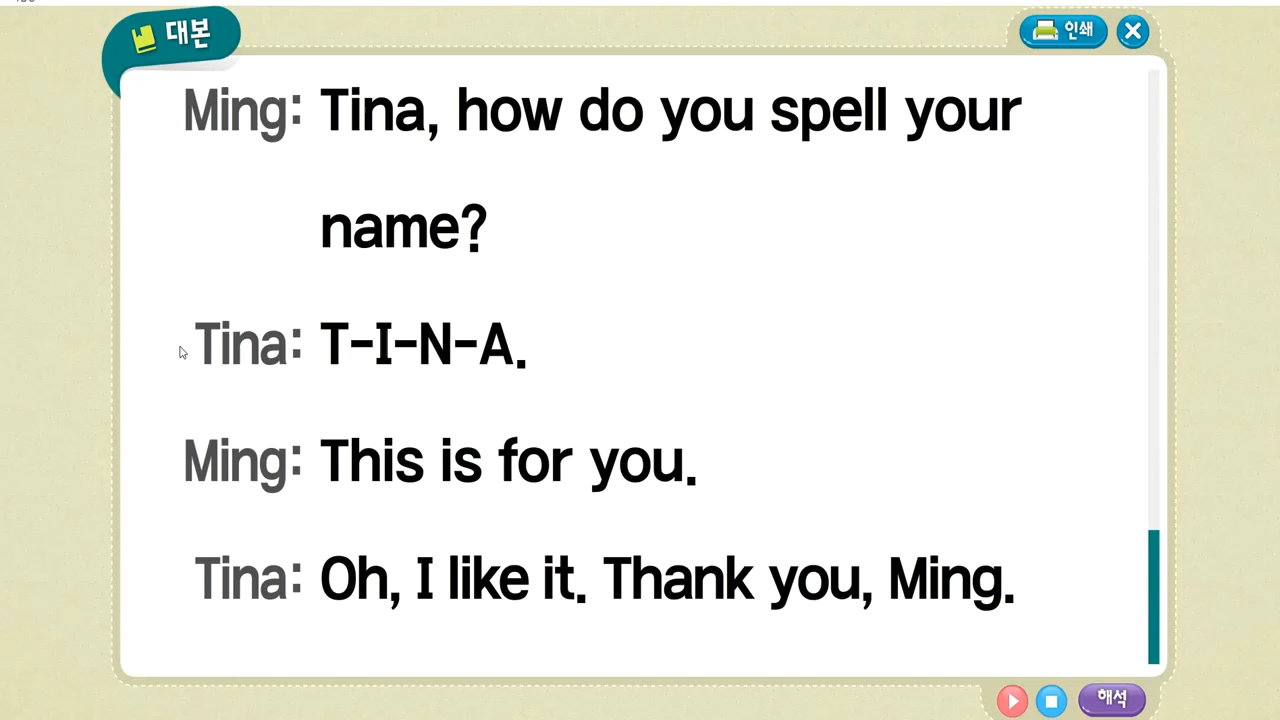 대본
인쇄
Ming: Tina, how do you spell your
name?
Tina: T-I-N-A.
Ming: This is for you.
Tina: Oh, I like it. Thank you, Ming.
해석